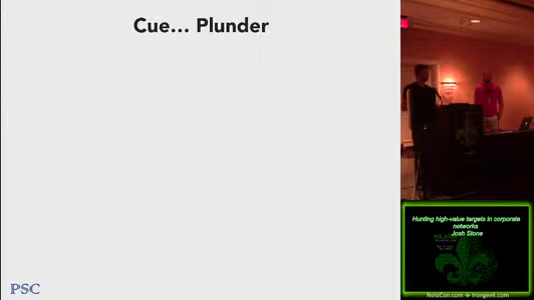 Cue... Plunder
Hunting high-value targets in corporate
networks
Josh Stone
NolaCon.com
irongeek.com
PSC